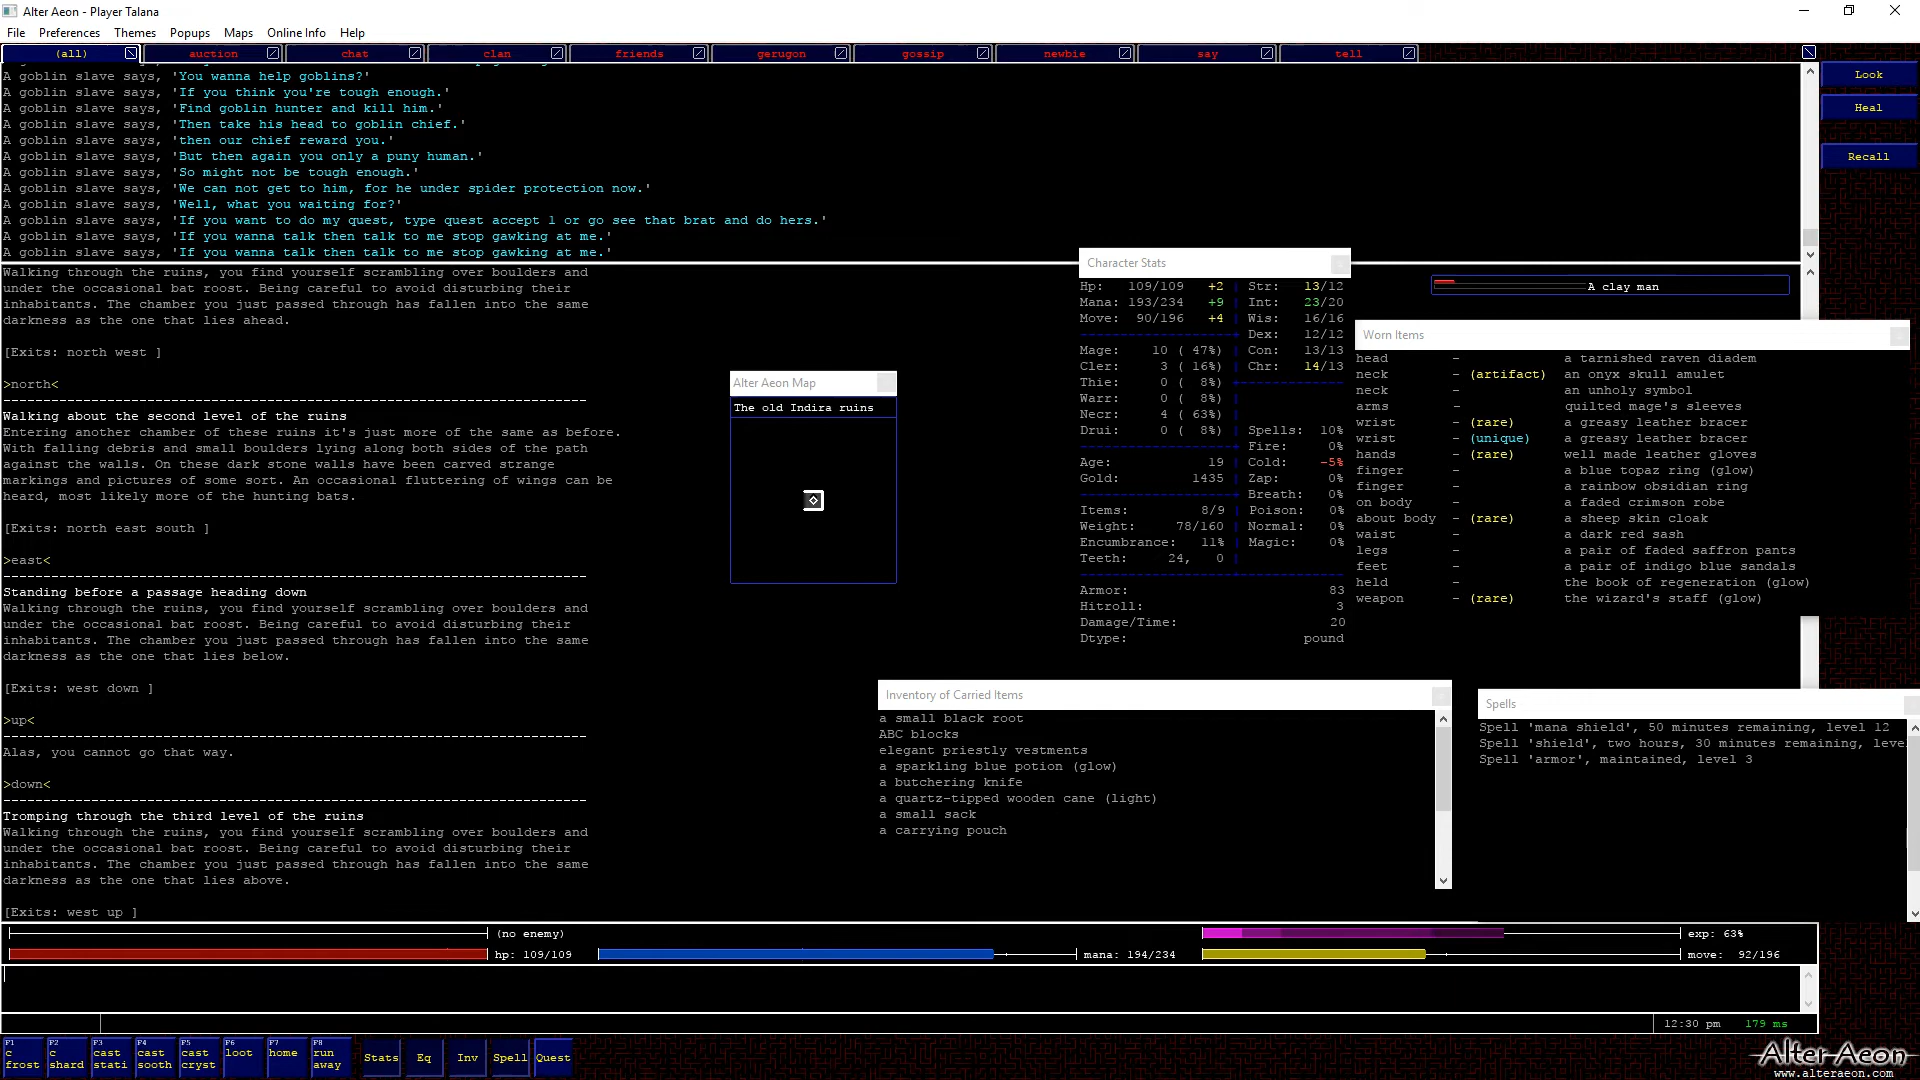 Alter Aeon - Player Talana
File Preferences Themes Popups Maps Online Info Help
(all) auction chat clan friends gerugon gossip newbie say tell
A goblin slave says, 'You wanna help goblins?'
A goblin slave says, 'If you think you're tough enough.'
A goblin slave says, 'Find goblin hunter and kill him.'
A goblin slave says, 'Then take his head to goblin chief.'
A goblin slave says, 'then our chief reward you.'
A goblin slave says, 'But then again you only a puny human.'
A goblin slave says, 'So might not be tough enough.'
A goblin slave says, 'We can not get to him, for he under spider protection now.'
A goblin slave says, 'Well, what you waiting for?'
A goblin slave says, 'If you want to do my quest, type quest accept 1 or go see that brat and do hers.'
A goblin slave says, 'If you wanna talk then talk to me stop gawking at me.'
A goblin slave says, 'If you wanna talk then talk to me stop gawking at me.'
Walking through the ruins, you find yourself scrambling over boulders and
under the occasional bat roost. Being careful to avoid disturbing their
inhabitants. The chamber you just passed through has fallen into the same
darkness as the one that lies ahead.
[Exits: north west ]
>north<
Walking about the second level of the ruins
Entering another chamber of these ruins it's just more of the same as before.
With falling debris and small boulders lying along both sides of the path
against the walls. On these dark stone walls have been carved strange
markings and pictures of some sort. An occasional fluttering of wings can be
heard, most likely more of the hunting bats.
[Exits: north east south ]
>east<
Standing before a passage heading down
Walking through the ruins, you find yourself scrambling over boulders and
under the occasional bat roost. Being careful to avoid disturbing their
inhabitants. The chamber you just passed through has fallen into the same
darkness as the one that lies below.
[Exits: west down ]
>up<
Alas, you cannot go that way.
>down<
Tromping through the third level of the ruins
Walking through the ruins, you find yourself scrambling over boulders and
under the occasional bat roost. Being careful to avoid disturbing their
inhabitants. The chamber you just passed through has fallen into the same
darkness as the one that lies above.
[Exits: west up ]
Alter Aeon Map
The old Indira ruins
Character Stats
Hp: 109/109 +2 Str: 13/12
Mana: 193/234 +9 Int: 23/20
Move: 90/196 +4 Wis: 16/16
Dex: 12/12
Mage: 10 ( 47%) Con: 13/13
Cler: 3 ( 16%) Chr: 14/13
Thie: 0 ( 8%)
Warr: 0 ( 8%)
Necr: 4 ( 63%)
Drui: 0 ( 8%) Spells: 10%
Fire: 0%
Age: 19 Cold: -5%
Gold: 1435 Zap: 0%
Breath: 0%
Items: 8/9 Poison: 0%
Weight: 78/160 Normal: 0%
Encumbrance: 11% Magic: 0%
Teeth: 24, 0
Armor: 83
Hitroll: 3
Damage/Time: 20
Dtype: pound
A clay man
Worn Items
head - a tarnished raven diadem
neck - (artifact) an onyx skull amulet
neck - an unholy symbol
arms - quilted mage's sleeves
wrist - (rare) a greasy leather bracer
wrist - (unique) a greasy leather bracer
hands - (rare) well made leather gloves
finger - a blue topaz ring (glow)
finger - a rainbow obsidian ring
on body - a faded crimson robe
about body - (rare) a sheep skin cloak
waist - a dark red sash
legs - a pair of faded saffron pants
feet - a pair of indigo blue sandals
held - the book of regeneration (glow)
weapon - (rare) the wizard's staff (glow)
Inventory of Carried Items
a small black root
ABC blocks
elegant priestly vestments
a sparkling blue potion (glow)
a butchering knife
a quartz-tipped wooden cane (light)
a small sack
a carrying pouch
Spells
Spell 'mana shield', 50 minutes remaining, level 12
Spell 'shield', two hours, 30 minutes remaining, leve
Spell 'armor', maintained, level 3
Look
Heal
Recall
(no enemy) exp: 63%
hp: 109/109 mana: 194/234 move: 92/196
12:30 pm 179 ms
F1 c frost
F2 c shard
F3 cast stati
F4 cast sooth
F5 cast cryst
F6 loot
F7 home
F8 run away
Stats Eq Inv Spell Quest
Alter Aeon
www.alteraeon.com